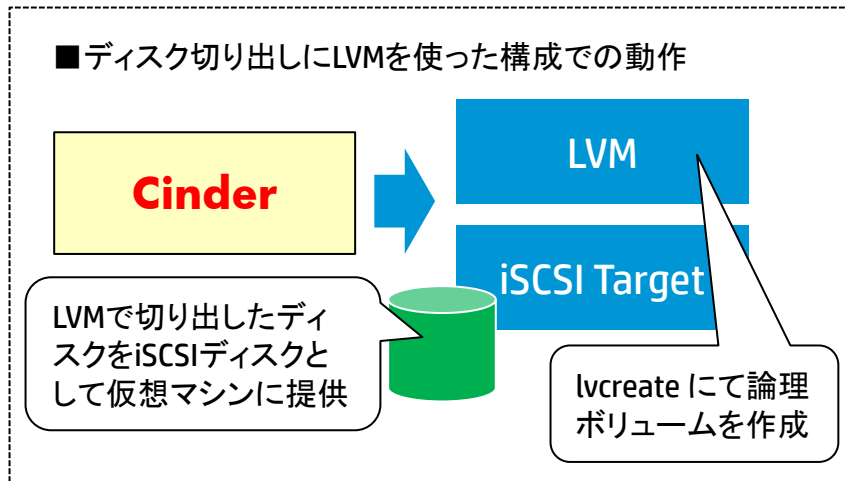 ■ディスク切り出しにLVMを使った構成での動作
Cinder
LVM
iSCSI Target
LVMで切り出したディ
スクをiSCSIディスクと
して仮想マシンに提供
lvcreate にて論理
ボリュームを作成